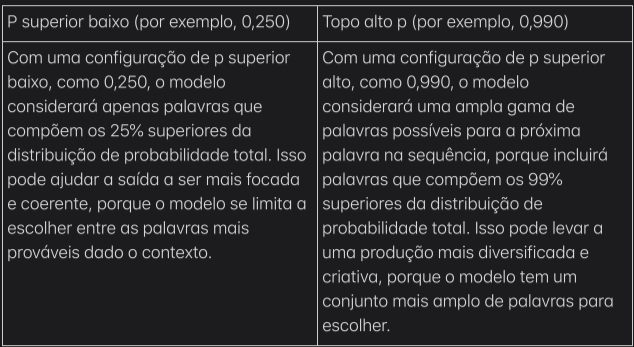 P superior baixo (por exemplo, 0,250)
Com uma configuração de p superior
baixo, como 0,250, o modelo
considerará apenas palavras que
compõem os 25% superiores da
distribuição de probabilidade total. Isso
pode ajudar a saída a ser mais focada
e coerente, porque o modelo se limita a
escolher entre as palavras mais
prováveis dado o contexto.
Topo alto p (por exemplo, 0,990)
Com uma configuração de p superior
alto, como 0,990, o modelo
considerará uma ampla gama de
palavras possíveis para a próxima
palavra na sequência, porque incluirá
palavras que compõem os 99%
superiores da distribuição de
probabilidade total. Isso pode levar a
uma produção mais diversificada e
criativa, porque o modelo tem um
conjunto mais amplo de palavras para
escolher.